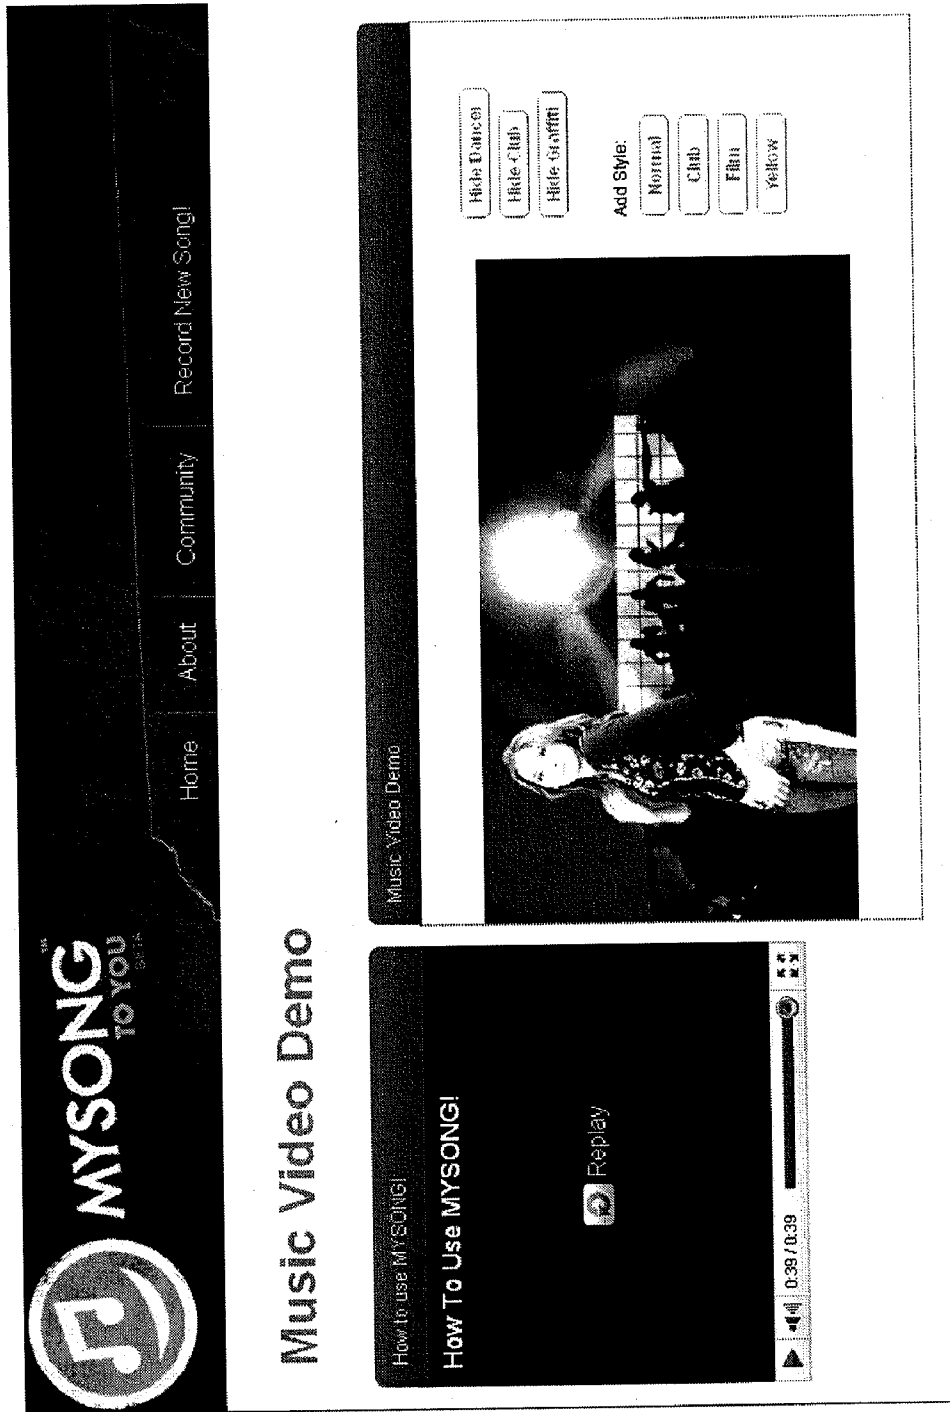 MYSONG™
TO YOU
BETA
Home
About
Community
Record New Song!
Music Video Demo
How to use MYSONG!
How To Use MYSONG!
Replay
0:39 / 0:39
Music Video Demo
Hide Dancer
Hide Club
Hide Graffiti
Add Style:
Normal
Club
Film
Yellow